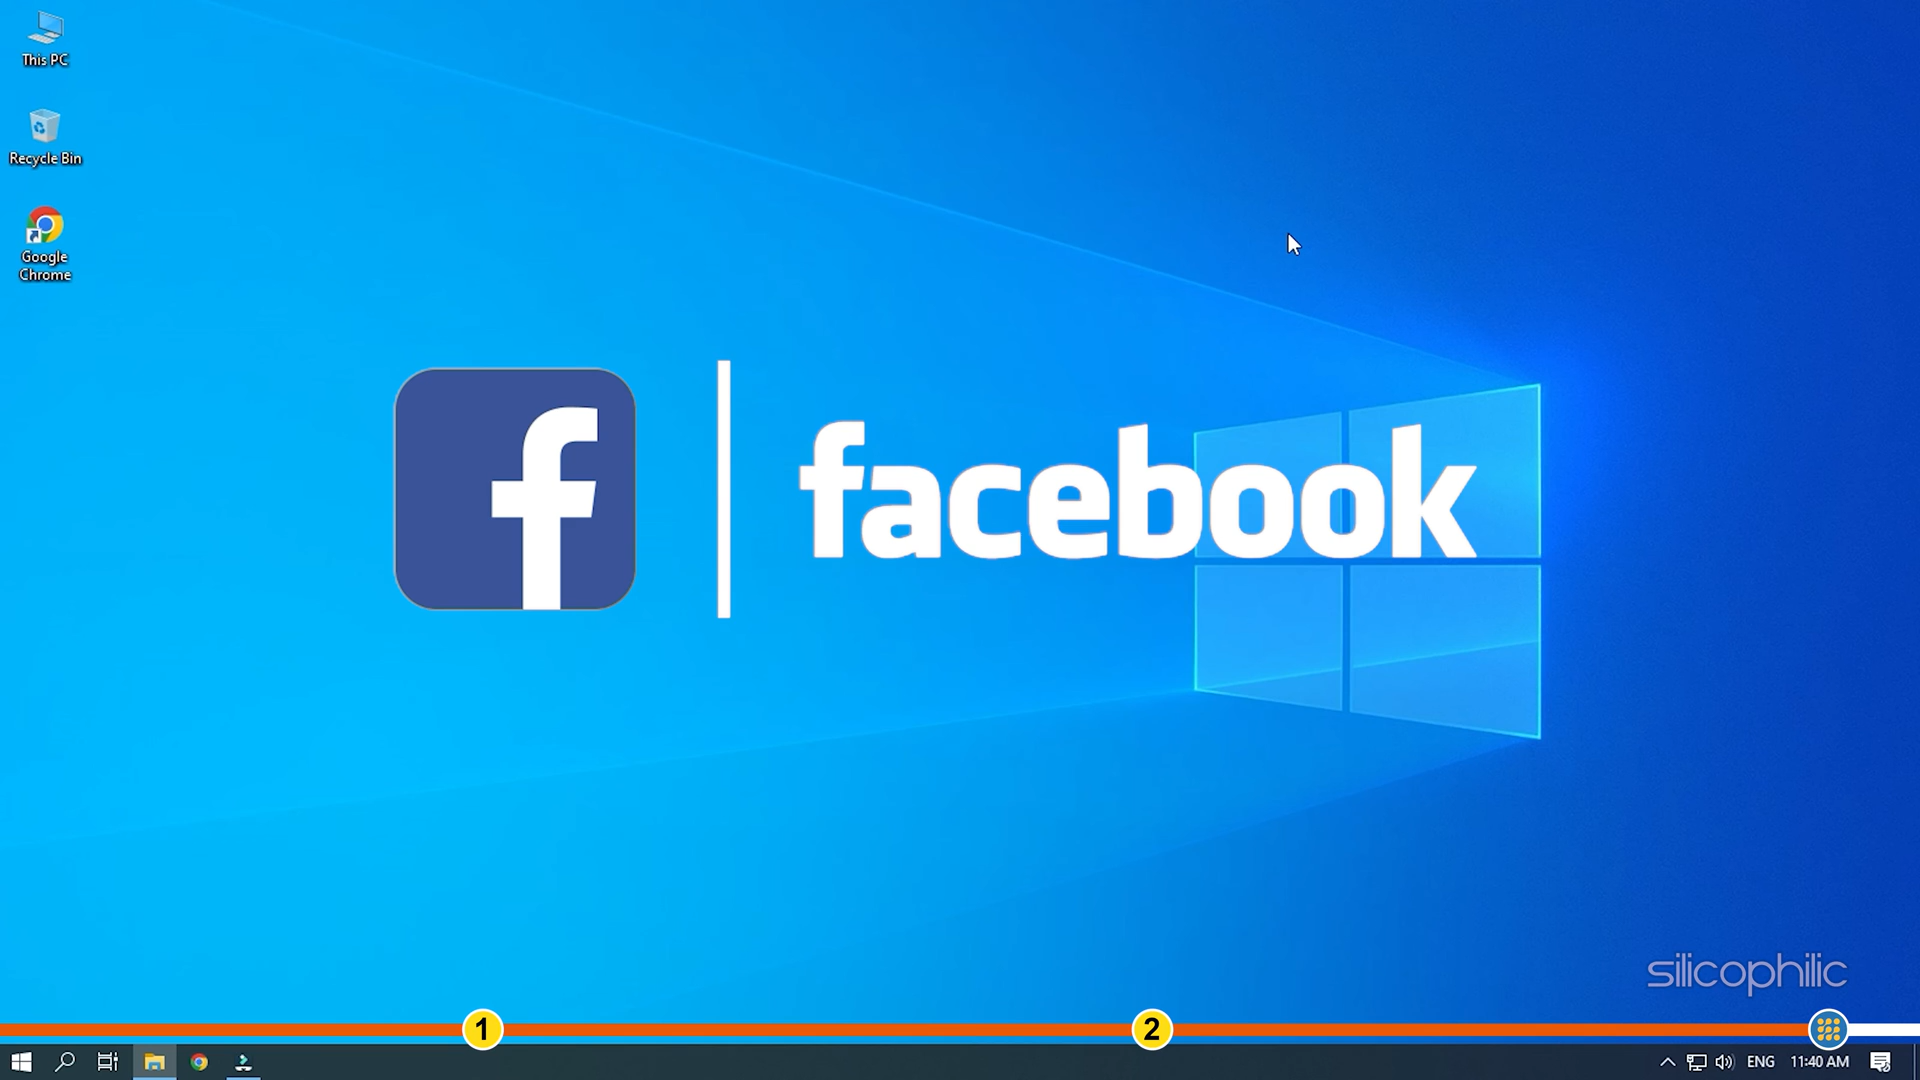 This PC
Recycle Bin
Google
Chrome
f
facebook
silicophilic
1
2
ENG
11:40 AM